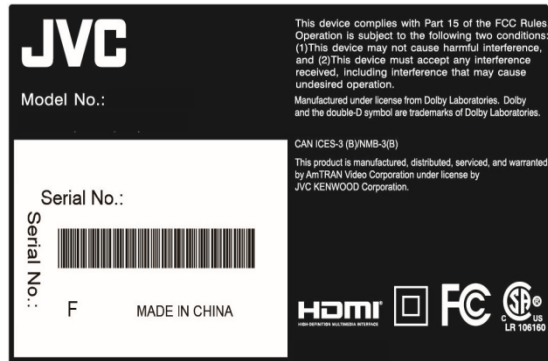 JVC
Model No.:
Serial No.:
Serial No.:
F MADE IN CHINA
This device complies with Part 15 of the FCC Rules
Operation is subject to the following two conditions:
(1)This device may not cause harmful interference,
and (2)This device must accept any interference
received, including interference that may cause
undesired operation.
Manufactured under license from Dolby Laboratories. Dolby
and the double-D symbol are trademarks of Dolby Laboratories.
CAN ICES-3 (B)/NMB-3(B)
This product is manufactured, distributed, serviced, and warranted
by AmTRAN Video Corporation under license by
JVC KENWOOD Corporation.
HDMI
HIGH-DEFINITION MULTIMEDIA INTERFACE
FC
C SA US
LR 106160